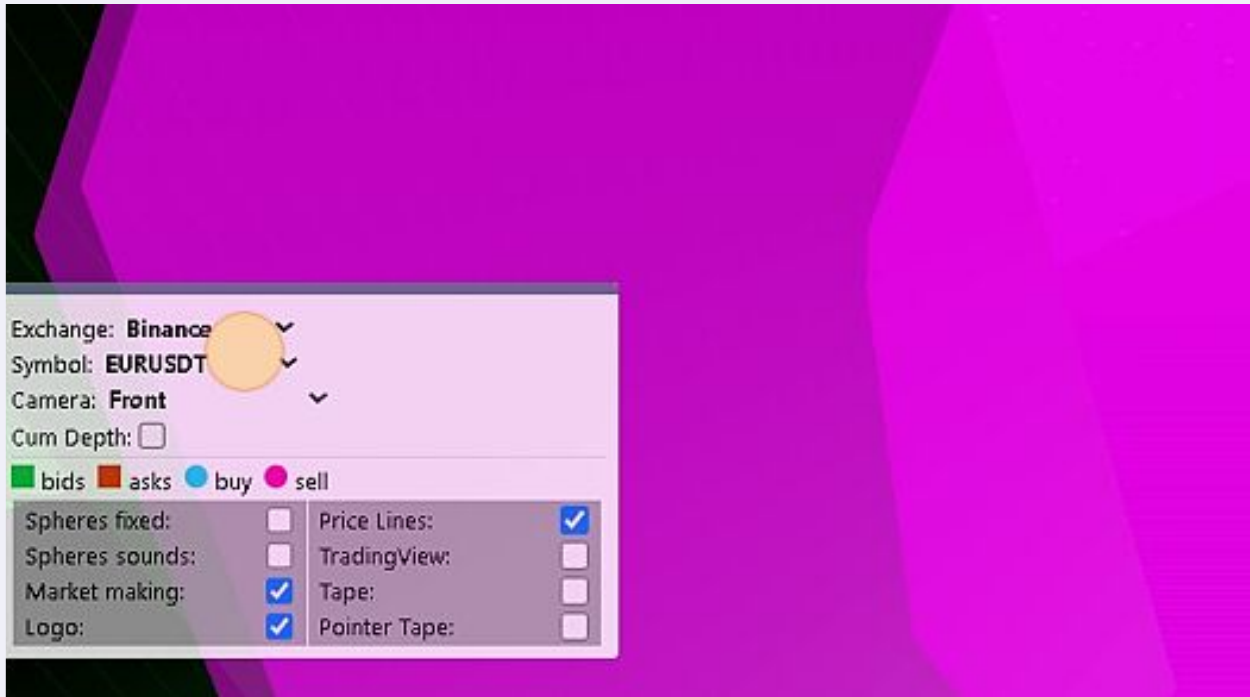 Exchange: Binance
Symbol: EURUSDT
Camera: Front
Cum Depth:
bids asks buy sell
Spheres fixed: Price Lines:
Spheres sounds: TradingView:
Market making: Tape:
Logo: Pointer Tape: